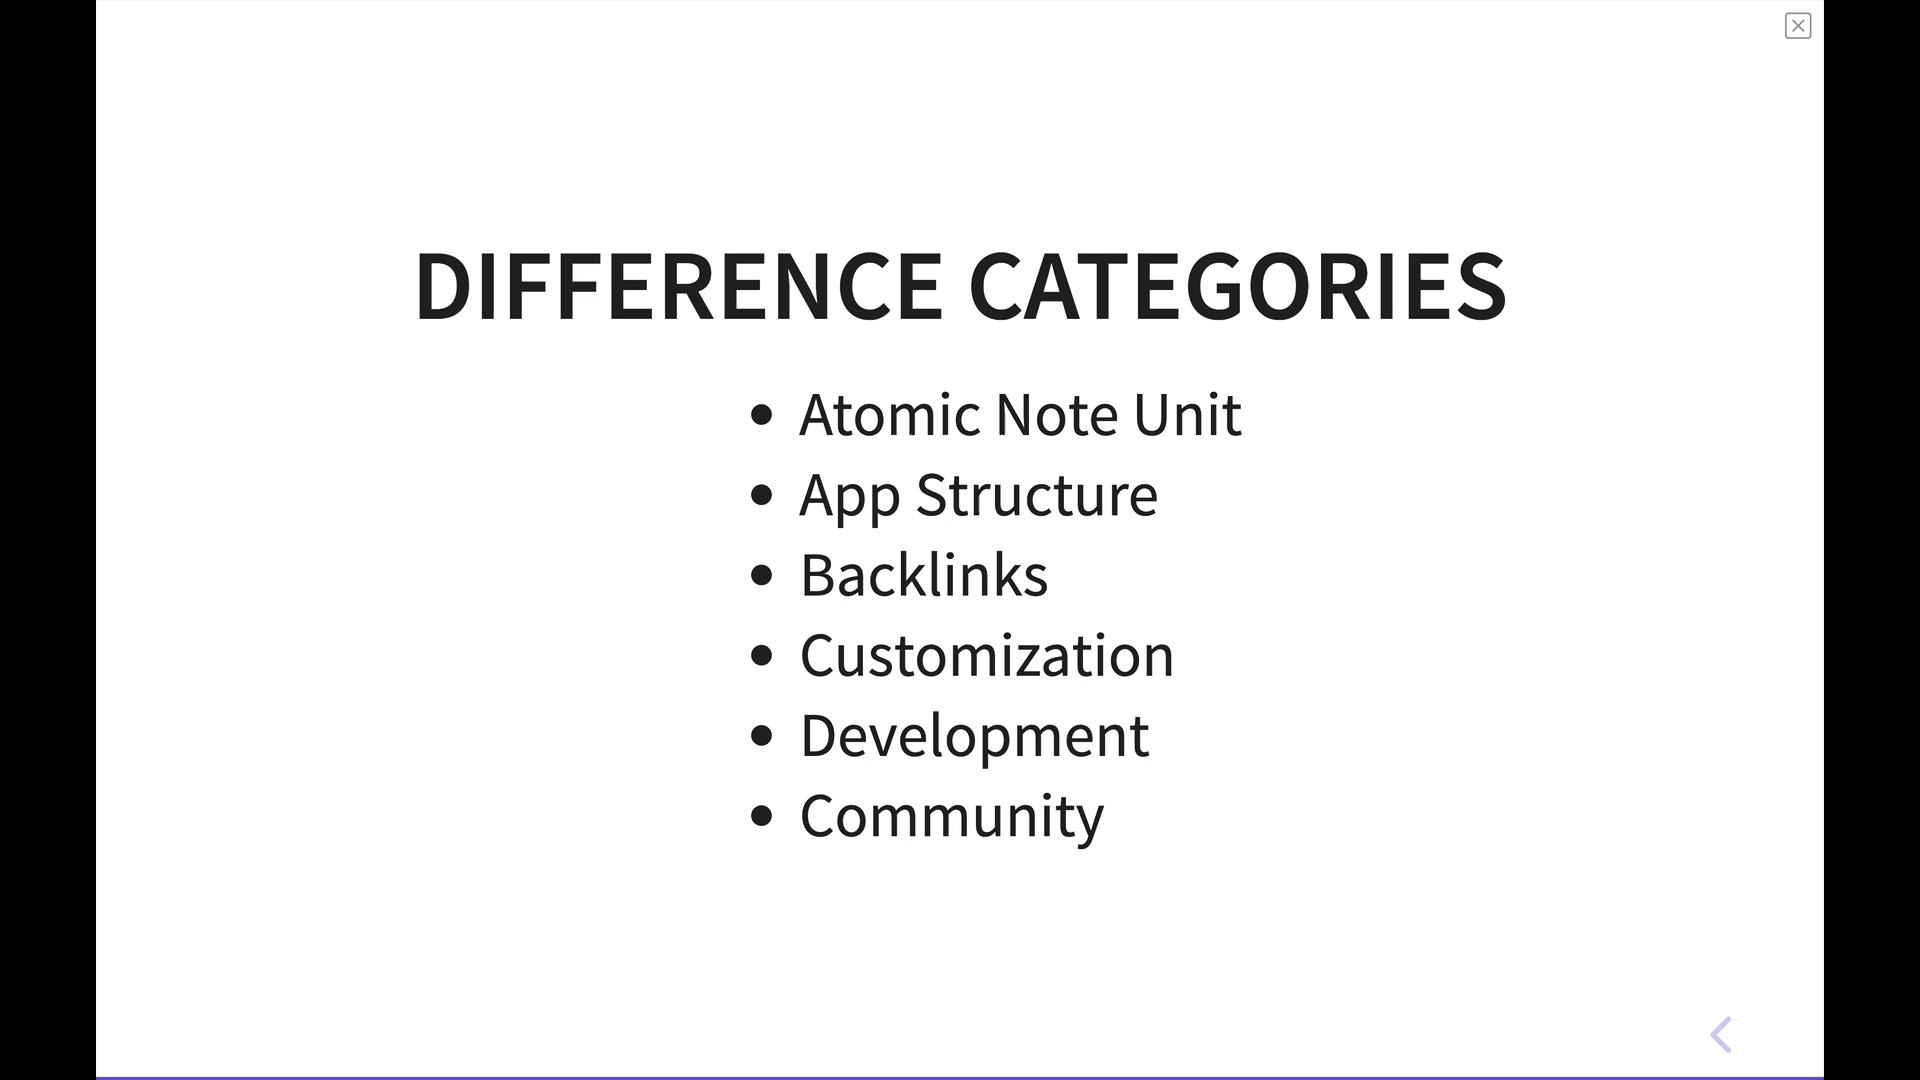 DIFFERENCE CATEGORIES
Atomic Note Unit
App Structure
Backlinks
Customization
Development
Community